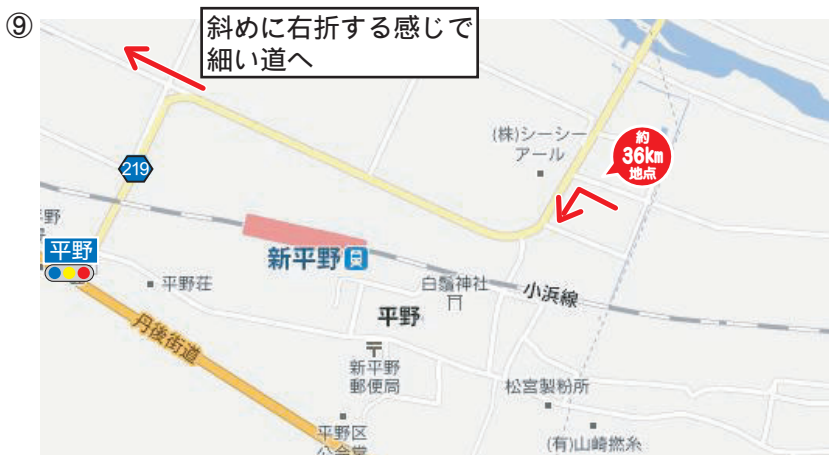 ⑨
斜めに右折する感じで
細い道へ
(株)シーシー
アール
約
36km
地点
219
野
平野
新平野
平野荘
白鬚神社
小浜線
平野
丹後街道
新平野
郵便局
松宮製粉所
平野区
公会堂
(有)山崎撚糸